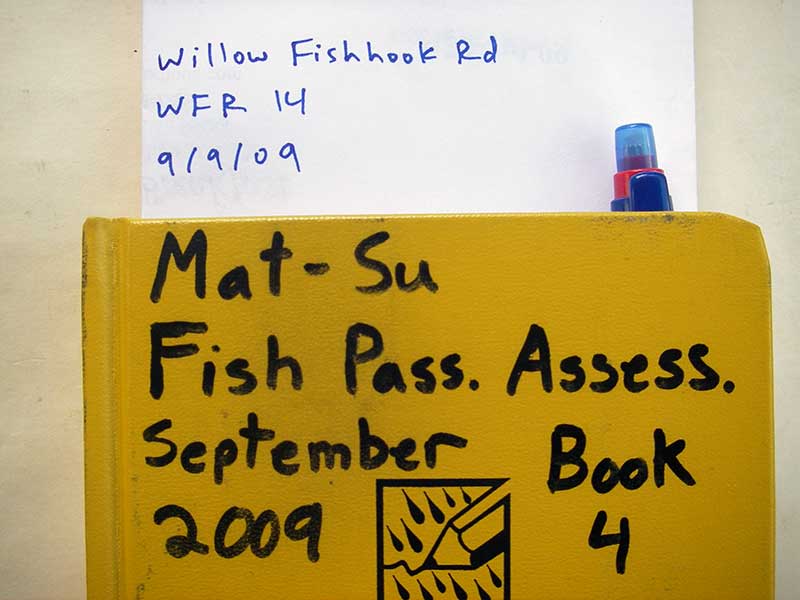 Willow Fishhook Rd
WFR 14
9/9/09
Mat-Su
Fish Pass. Assess.
September Book
2009 4